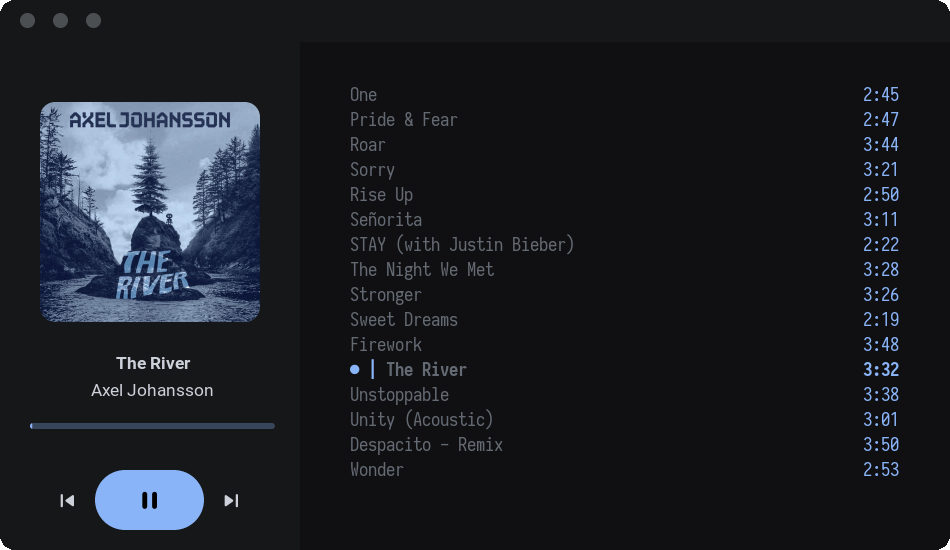 AXEL JOHANSSON
THE
RIVER
The River
Axel Johansson
One 2:45
Pride & Fear 2:47
Roar 3:44
Sorry 3:21
Rise Up 2:50
Señorita 3:11
STAY (with Justin Bieber) 2:22
The Night We Met 3:28
Stronger 3:26
Sweet Dreams 2:19
Firework 3:48
The River 3:32
Unstoppable 3:38
Unity (Acoustic) 3:01
Despacito – Remix 3:50
Wonder 2:53